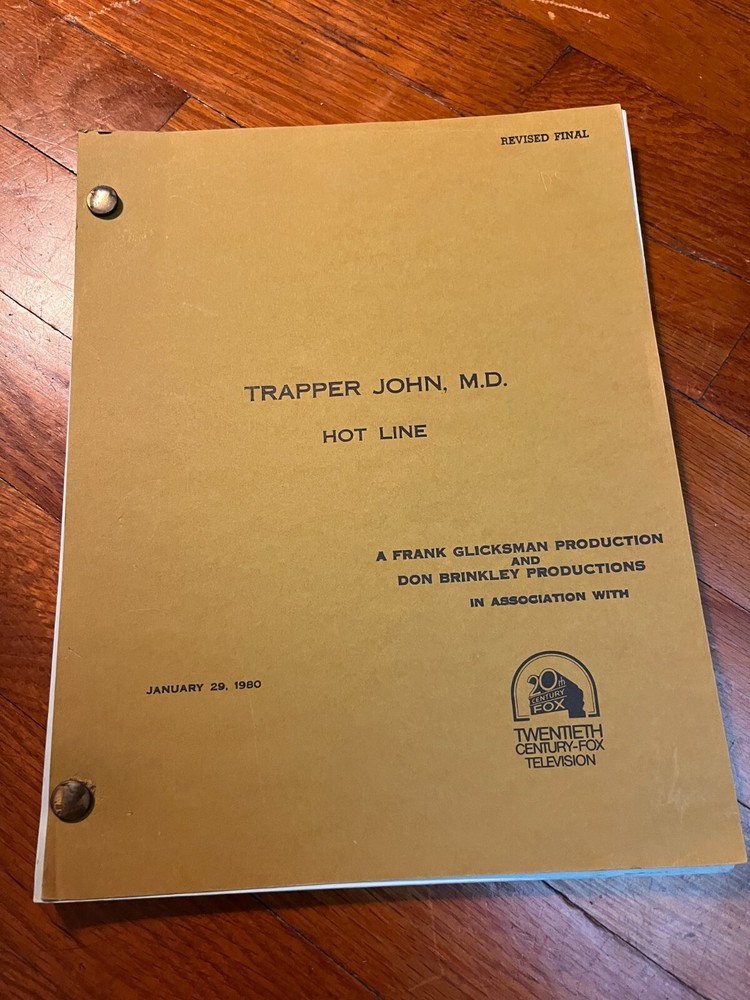 REVISED FINAL
TRAPPER JOHN, M.D.
HOT LINE
A FRANK GLICKSMAN PRODUCTION
AND
DON BRINKLEY PRODUCTIONS
IN ASSOCIATION WITH
JANUARY 29, 1980
20th
CENTURY
FOX
TWENTIETH
CENTURY-FOX
TELEVISION